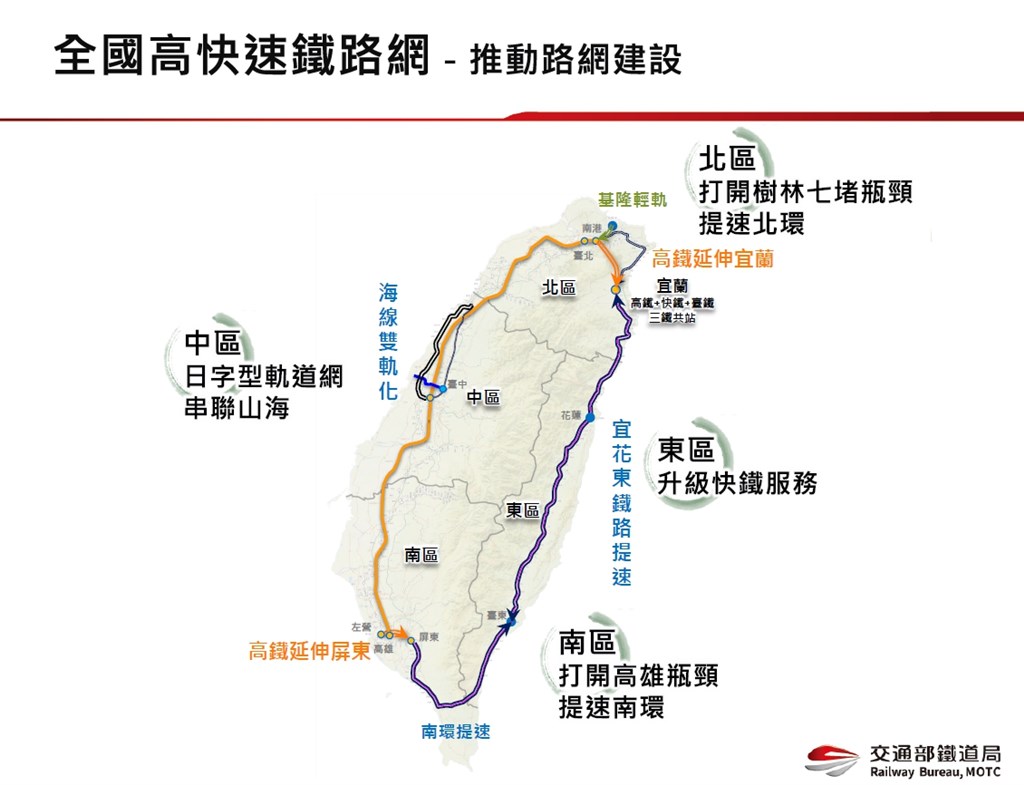 全國高快速鐵路網 - 推動路網建設
北區
打開樹林七堵瓶頸
提速北環
基隆輕軌
南港
臺北
高鐵延伸宜蘭
北區
宜蘭
高鐵+快鐵+臺鐵
三鐵共站
海線雙軌化
中區
日字型軌道網
串聯山海
臺中
中區
花蓮
宜花東鐵路提速
東區
升級快鐵服務
東區
南區
臺東
左營
高雄
屏東
高鐵延伸屏東
南區
打開高雄瓶頸
提速南環
南環提速
交通部鐵道局
Railway Bureau, MOTC